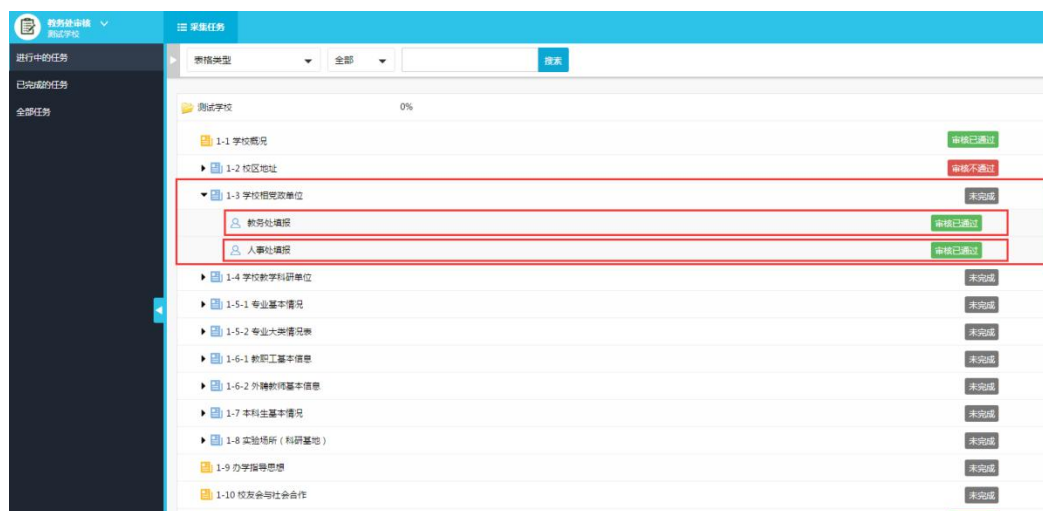 教务处审核
测试学校
采集任务
进行中的任务
已完成的任务
全部任务
表格类型 全部 搜索
测试学校 0%
1-1 学校概况 审核已通过
1-2 校区地址 审核不通过
1-3 学校相党政单位 未完成
教务处填报 审核已通过
人事处填报 审核已通过
1-4 学校教学科研单位 未完成
1-5-1 专业基本情况 未完成
1-5-2 专业大类情况表 未完成
1-6-1 教职工基本信息 未完成
1-6-2 外聘教师基本信息 未完成
1-7 本科生基本情况 未完成
1-8 实验场所（科研基地） 未完成
1-9 办学指导思想 未完成
1-10 校友会与社会合作 未完成